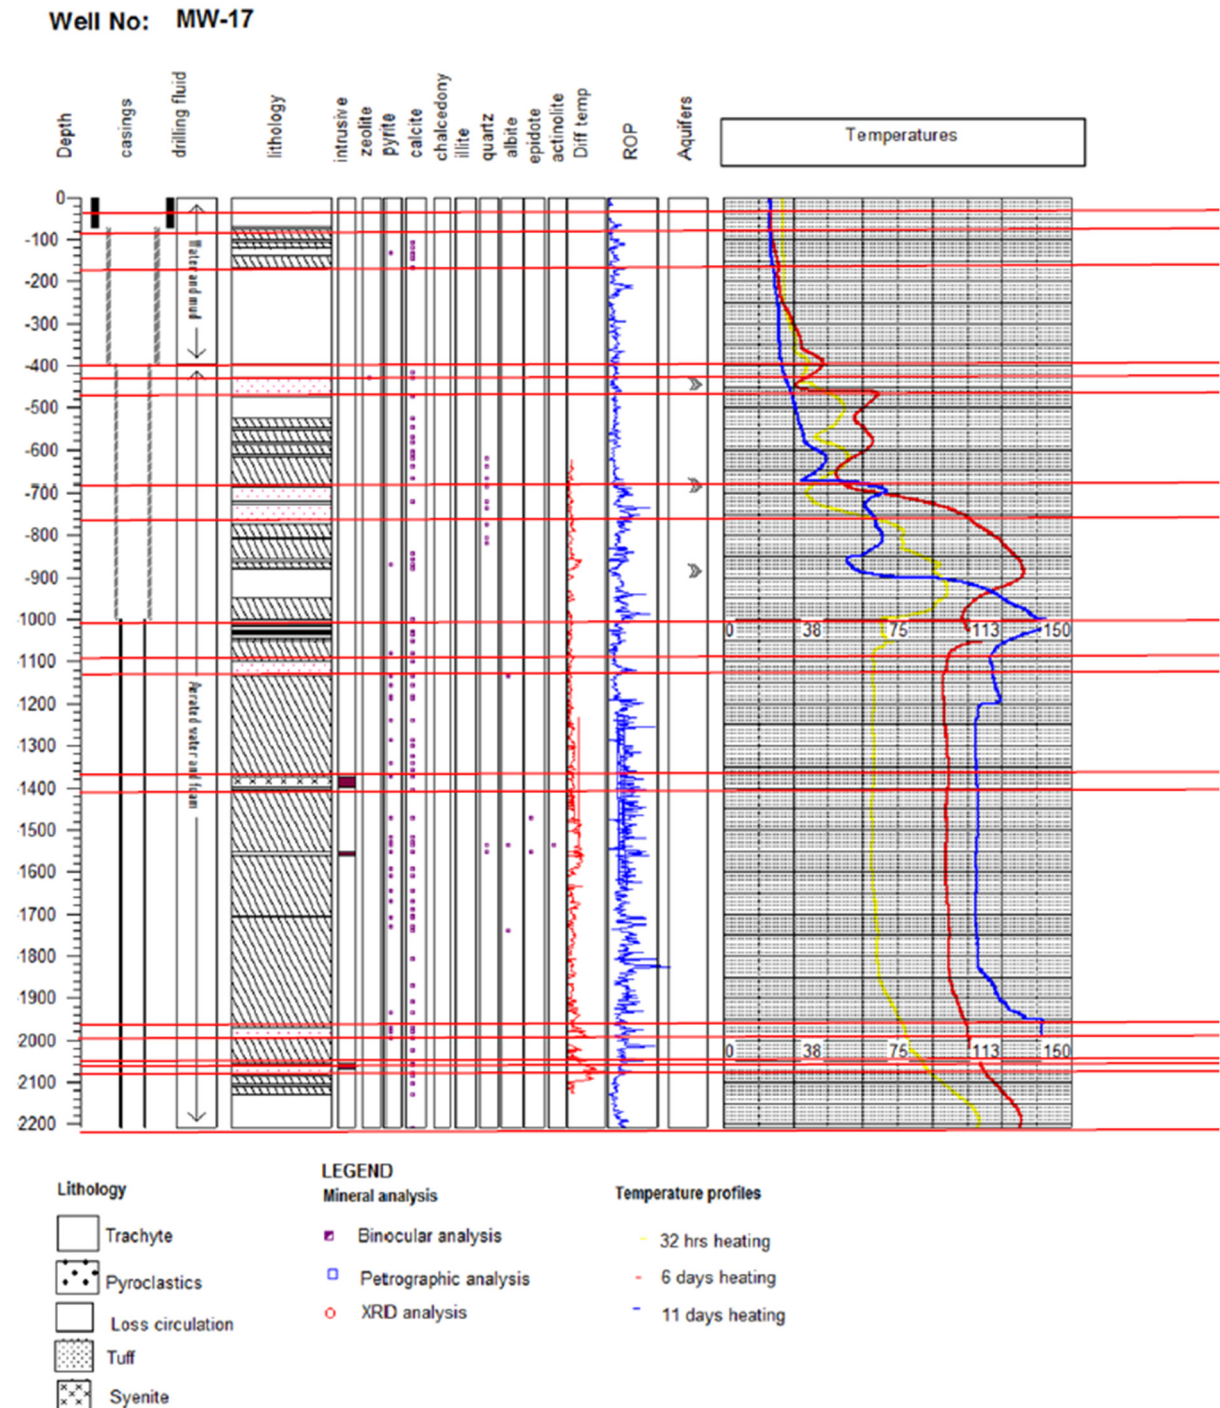 Well No: MW-17
Depth
casings
drilling fluid
lithology
intrusive
zeolite
pyrite
calcite
chalcedony
illite
quartz
albite
epidote
actinolite
Diff temp
ROP
Aquifers
Temperatures
0
-100
-200
-300
-400
-500
-600
-700
-800
-900
-1000
-1100
-1200
-1300
-1400
-1500
-1600
-1700
-1800
-1900
2000
2100
2200
Water and mud
Aerated water and foam
0 38 75 113 150
0 38 75 113 150
LEGEND
Lithology
Trachyte
Pyroclastics
Loss circulation
Tuff
Syenite
Mineral analysis
Binocular analysis
Petrographic analysis
XRD analysis
Temperature profiles
32 hrs heating
6 days heating
11 days heating